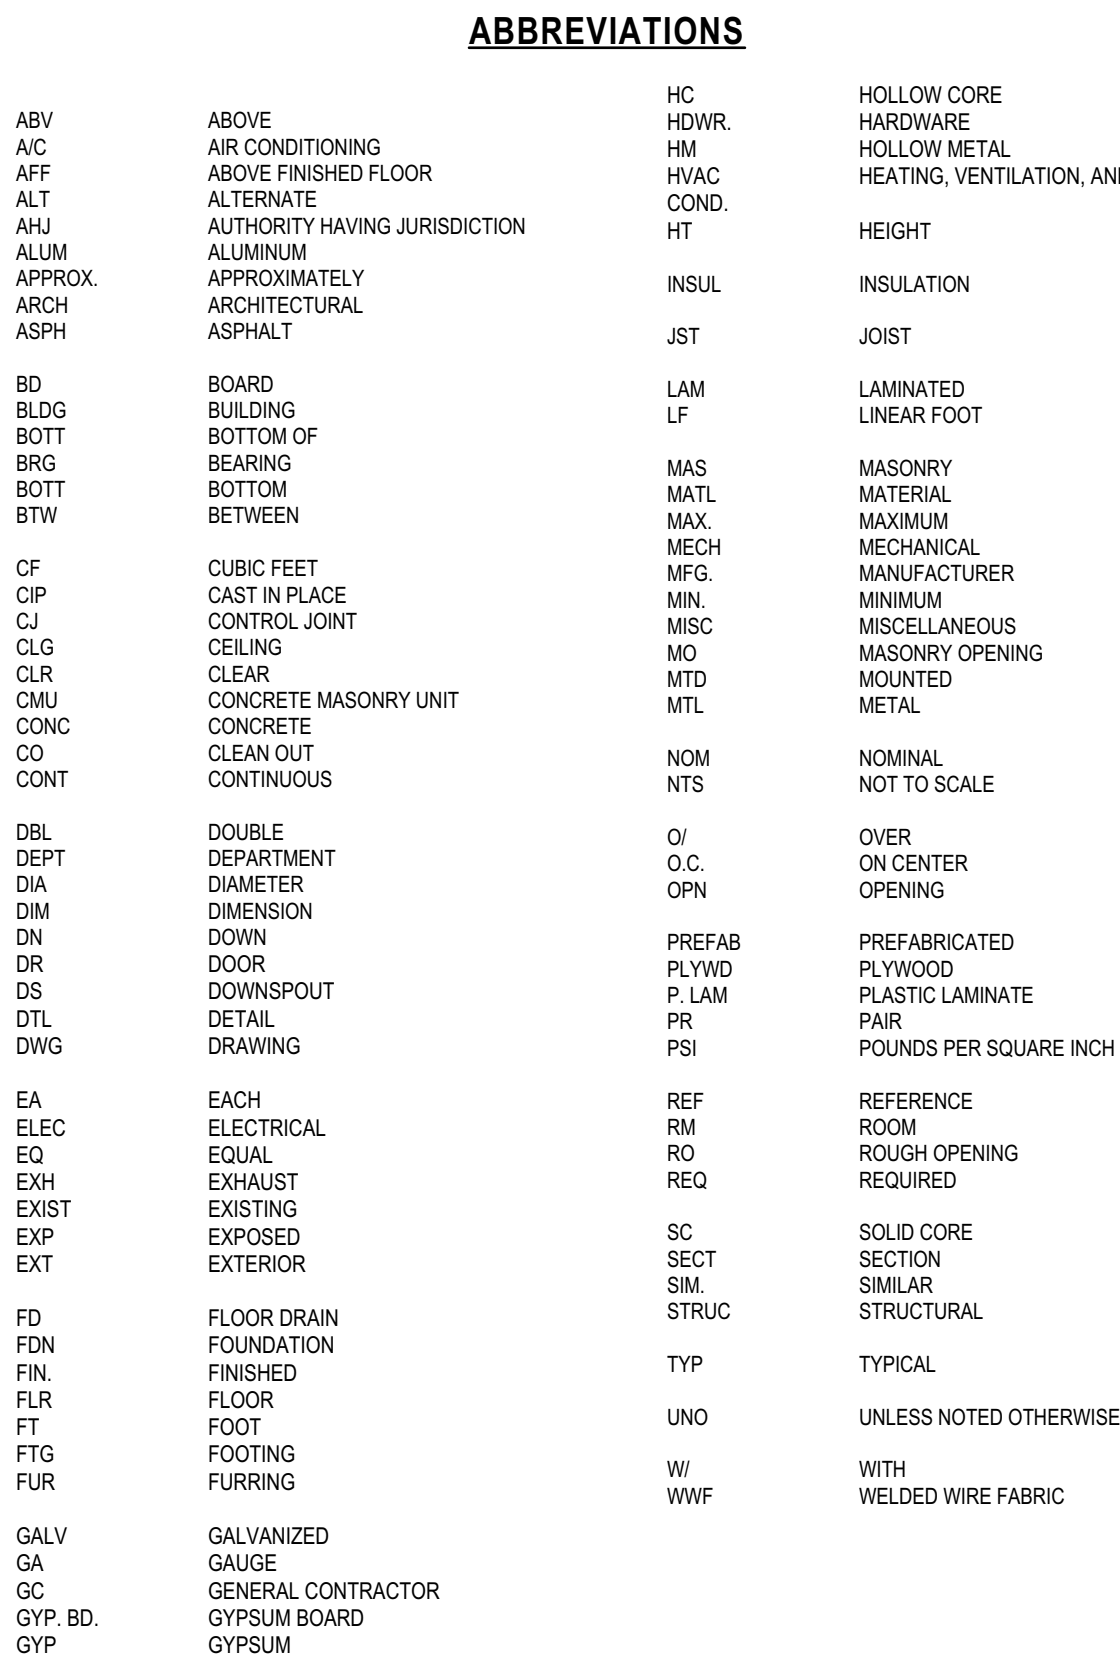 ABBREVIATIONS
ABV ABOVE
A/C AIR CONDITIONING
AFF ABOVE FINISHED FLOOR
ALT ALTERNATE
AHJ AUTHORITY HAVING JURISDICTION
ALUM ALUMINUM
APPROX. APPROXIMATELY
ARCH ARCHITECTURAL
ASPH ASPHALT
BD BOARD
BLDG BUILDING
BOTT BOTTOM OF
BRG BEARING
BOTT BOTTOM
BTW BETWEEN
CF CUBIC FEET
CIP CAST IN PLACE
CJ CONTROL JOINT
CLG CEILING
CLR CLEAR
CMU CONCRETE MASONRY UNIT
CONC CONCRETE
CO CLEAN OUT
CONT CONTINUOUS
DBL DOUBLE
DEPT DEPARTMENT
DIA DIAMETER
DIM DIMENSION
DN DOWN
DR DOOR
DS DOWNSPOUT
DTL DETAIL
DWG DRAWING
EA EACH
ELEC ELECTRICAL
EQ EQUAL
EXH EXHAUST
EXIST EXISTING
EXP EXPOSED
EXT EXTERIOR
FD FLOOR DRAIN
FDN FOUNDATION
FIN. FINISHED
FLR FLOOR
FT FOOT
FTG FOOTING
FUR FURRING
GALV GALVANIZED
GA GAUGE
GC GENERAL CONTRACTOR
GYP. BD. GYPSUM BOARD
GYP GYPSUM
HC HOLLOW CORE
HDWR. HARDWARE
HM HOLLOW METAL
HVAC HEATING, VENTILATION,
COND.
HT HEIGHT
INSUL INSULATION
JST JOIST
LAM LAMINATED
LF LINEAR FOOT
MAS MASONRY
MATL MATERIAL
MAX. MAXIMUM
MECH MECHANICAL
MFG. MANUFACTURER
MIN. MINIMUM
MISC MISCELLANEOUS
MO MASONRY OPENING
MTD MOUNTED
MTL METAL
NOM NOMINAL
NTS NOT TO SCALE
O/ OVER
O.C. ON CENTER
OPN OPENING
PREFAB PREFABRICATED
PLYWD PLYWOOD
P. LAM PLASTIC LAMINATE
PR PAIR
PSI POUNDS PER SQUARE INCH
REF REFERENCE
RM ROOM
RO ROUGH OPENING
REQ REQUIRED
SC SOLID CORE
SECT SECTION
SIM. SIMILAR
STRUC STRUCTURAL
TYP TYPICAL
UNO UNLESS NOTED OTHERWISE
W/ WITH
WWF WELDED WIRE FABRIC